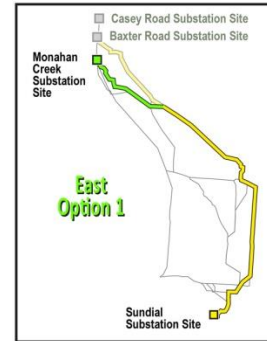 Casey Road Substation Site
Baxter Road Substation Site
Monahan
Creek
Substation
Site
East
Option 1
Sundial
Substation Site